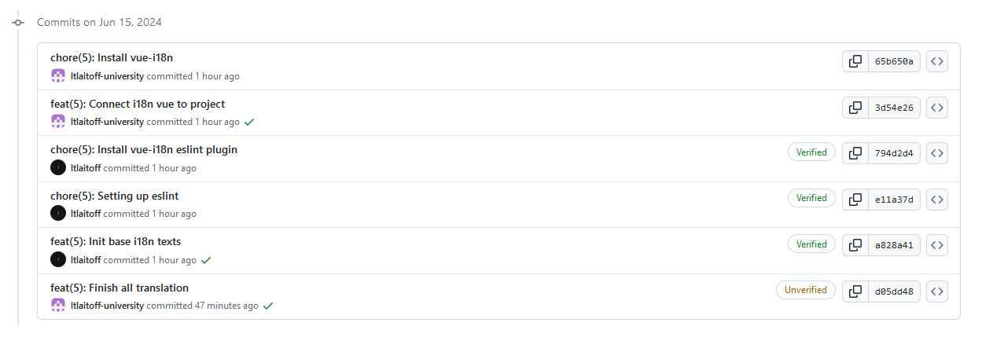 Commits on Jun 15, 2024
chore(5): Install vue-i18n
ltlaitoff-university committed 1 hour ago
65b650a
feat(5): Connect i18n vue to project
ltlaitoff-university committed 1 hour ago
3d54e26
chore(5): Install vue-i18n eslint plugin
ltlaitoff committed 1 hour ago
Verified
794d2d4
chore(5): Setting up eslint
ltlaitoff committed 1 hour ago
Verified
e11a37d
feat(5): Init base i18n texts
ltlaitoff committed 1 hour ago
Verified
a828a41
feat(5): Finish all translation
ltlaitoff-university committed 47 minutes ago
Unverified
d05dd48